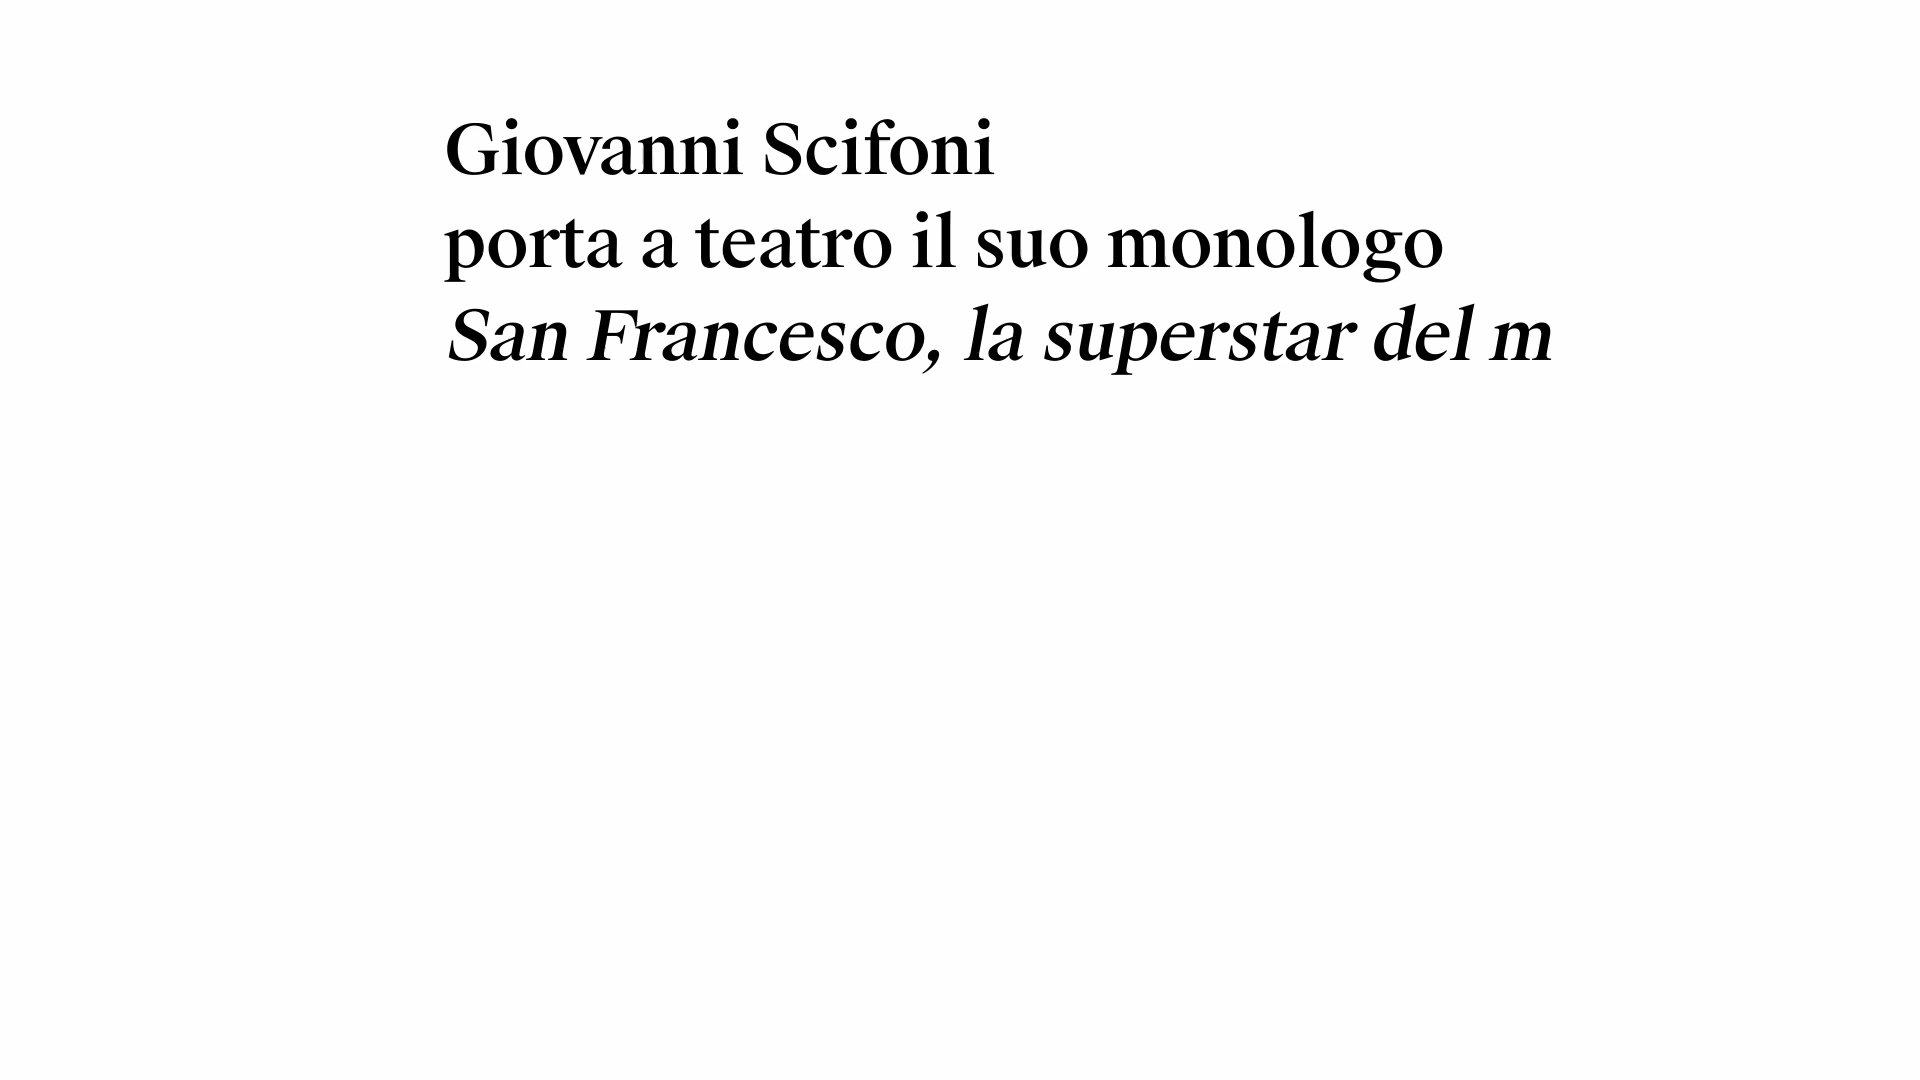 Giovanni Scifoni
porta a teatro il suo monologo
San Francesco, la superstar del m